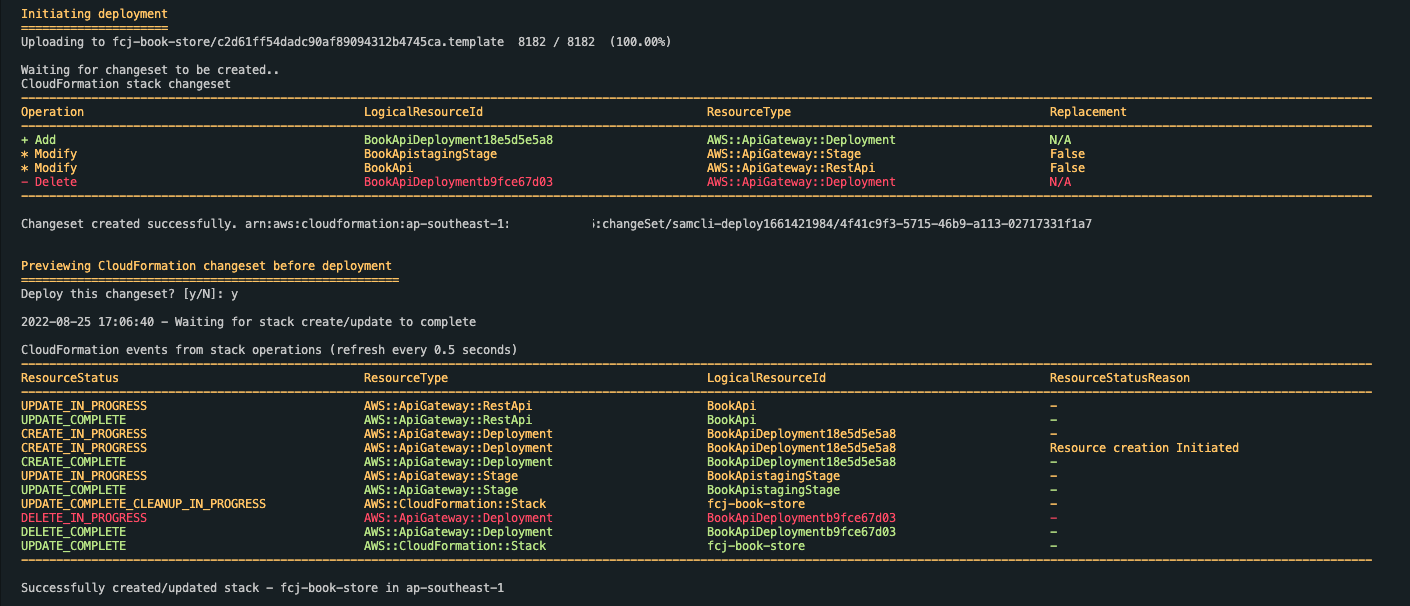 Initiating deployment
=====================
Uploading to fcj-book-store/c2d61ff54dadc90af89094312b4745ca.template  8182 / 8182  (100.00%)
Waiting for changeset to be created..
CloudFormation stack changeset
Operation LogicalResourceId ResourceType Replacement
+ Add BookApiDeployment18e5d5e5a8 AWS::ApiGateway::Deployment N/A
* Modify BookApistagingStage AWS::ApiGateway::Stage False
* Modify BookApi AWS::ApiGateway::RestApi False
- Delete BookApiDeploymentb9fce67d03 AWS::ApiGateway::Deployment N/A
Changeset created successfully. arn:aws:cloudformation:ap-southeast-1: :changeSet/samcli-deploy1661421984/4f41c9f3-5715-46b9-a113-02717331f1a7
Previewing CloudFormation changeset before deployment
======================================================
Deploy this changeset? [y/N]: y
2022-08-25 17:06:40 - Waiting for stack create/update to complete
CloudFormation events from stack operations (refresh every 0.5 seconds)
ResourceStatus ResourceType LogicalResourceId ResourceStatusReason
UPDATE_IN_PROGRESS AWS::ApiGateway::RestApi BookApi -
UPDATE_COMPLETE AWS::ApiGateway::RestApi BookApi -
CREATE_IN_PROGRESS AWS::ApiGateway::Deployment BookApiDeployment18e5d5e5a8 -
CREATE_IN_PROGRESS AWS::ApiGateway::Deployment BookApiDeployment18e5d5e5a8 Resource creation Initiated
CREATE_COMPLETE AWS::ApiGateway::Deployment BookApiDeployment18e5d5e5a8 -
UPDATE_IN_PROGRESS AWS::ApiGateway::Stage BookApistagingStage -
UPDATE_COMPLETE AWS::ApiGateway::Stage BookApistagingStage -
UPDATE_COMPLETE_CLEANUP_IN_PROGRESS AWS::CloudFormation::Stack fcj-book-store -
DELETE_IN_PROGRESS AWS::ApiGateway::Deployment BookApiDeploymentb9fce67d03 -
DELETE_COMPLETE AWS::ApiGateway::Deployment BookApiDeploymentb9fce67d03 -
UPDATE_COMPLETE AWS::CloudFormation::Stack fcj-book-store -
Successfully created/updated stack - fcj-book-store in ap-southeast-1